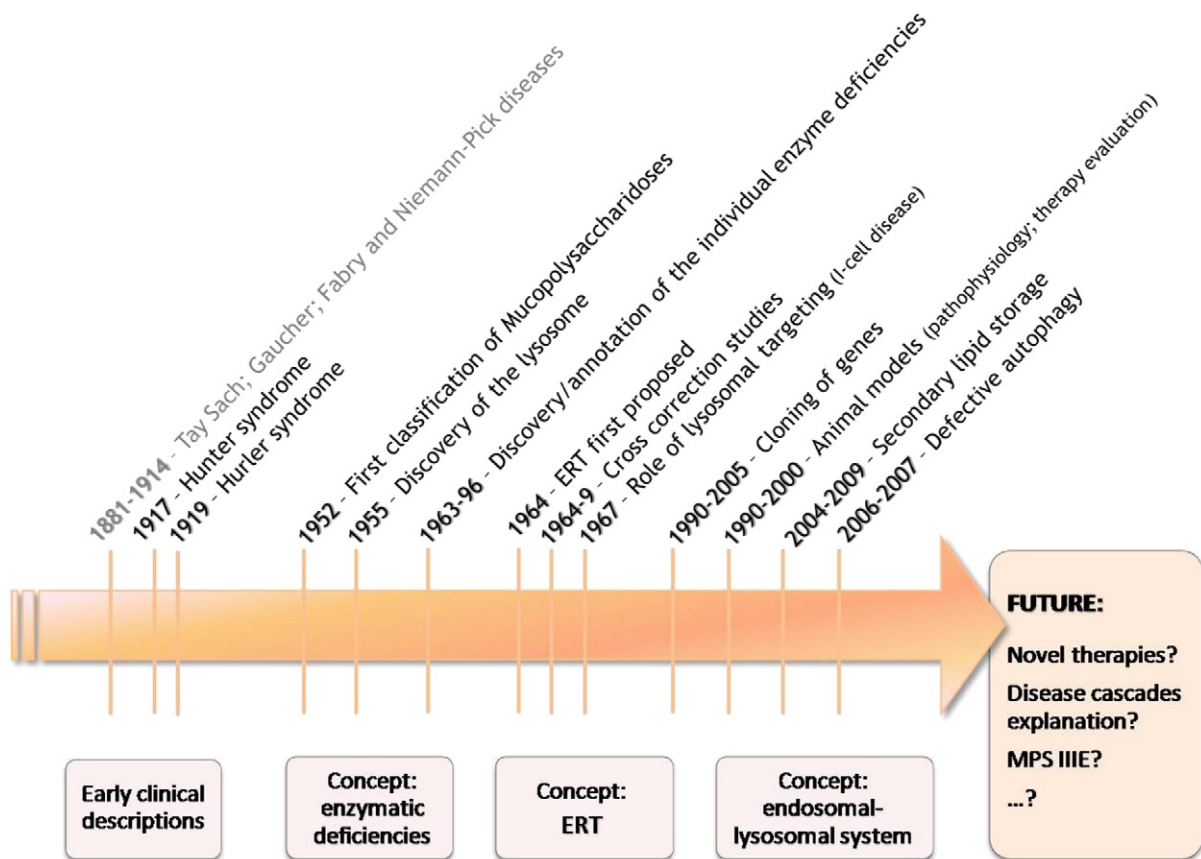 1881-1914 - Tay Sach; Gaucher; Fabry and Niemann-Pick diseases
1917 - Hunter syndrome
1919 - Hurler syndrome
1952 - First classification of Mucopolysaccharidoses
1955 - Discovery of the lysosome
1963-96 - Discovery/annotation of the individual enzyme deficiencies
1964 - ERT first proposed
1964-9 - Cross correction studies
1967 - Role of lysosomal targeting (I-cell disease)
1990-2005 - Cloning of genes
1990-2000 - Animal models (pathophysiology; therapy evaluation)
2004-2009 - Secondary lipid storage
2006-2007 - Defective autophagy
Early clinical
descriptions
Concept:
enzymatic
deficiencies
Concept:
ERT
Concept:
endosomal-
lysosomal system
FUTURE:
Novel therapies?
Disease cascades
explanation?
MPS IIIE?
...?